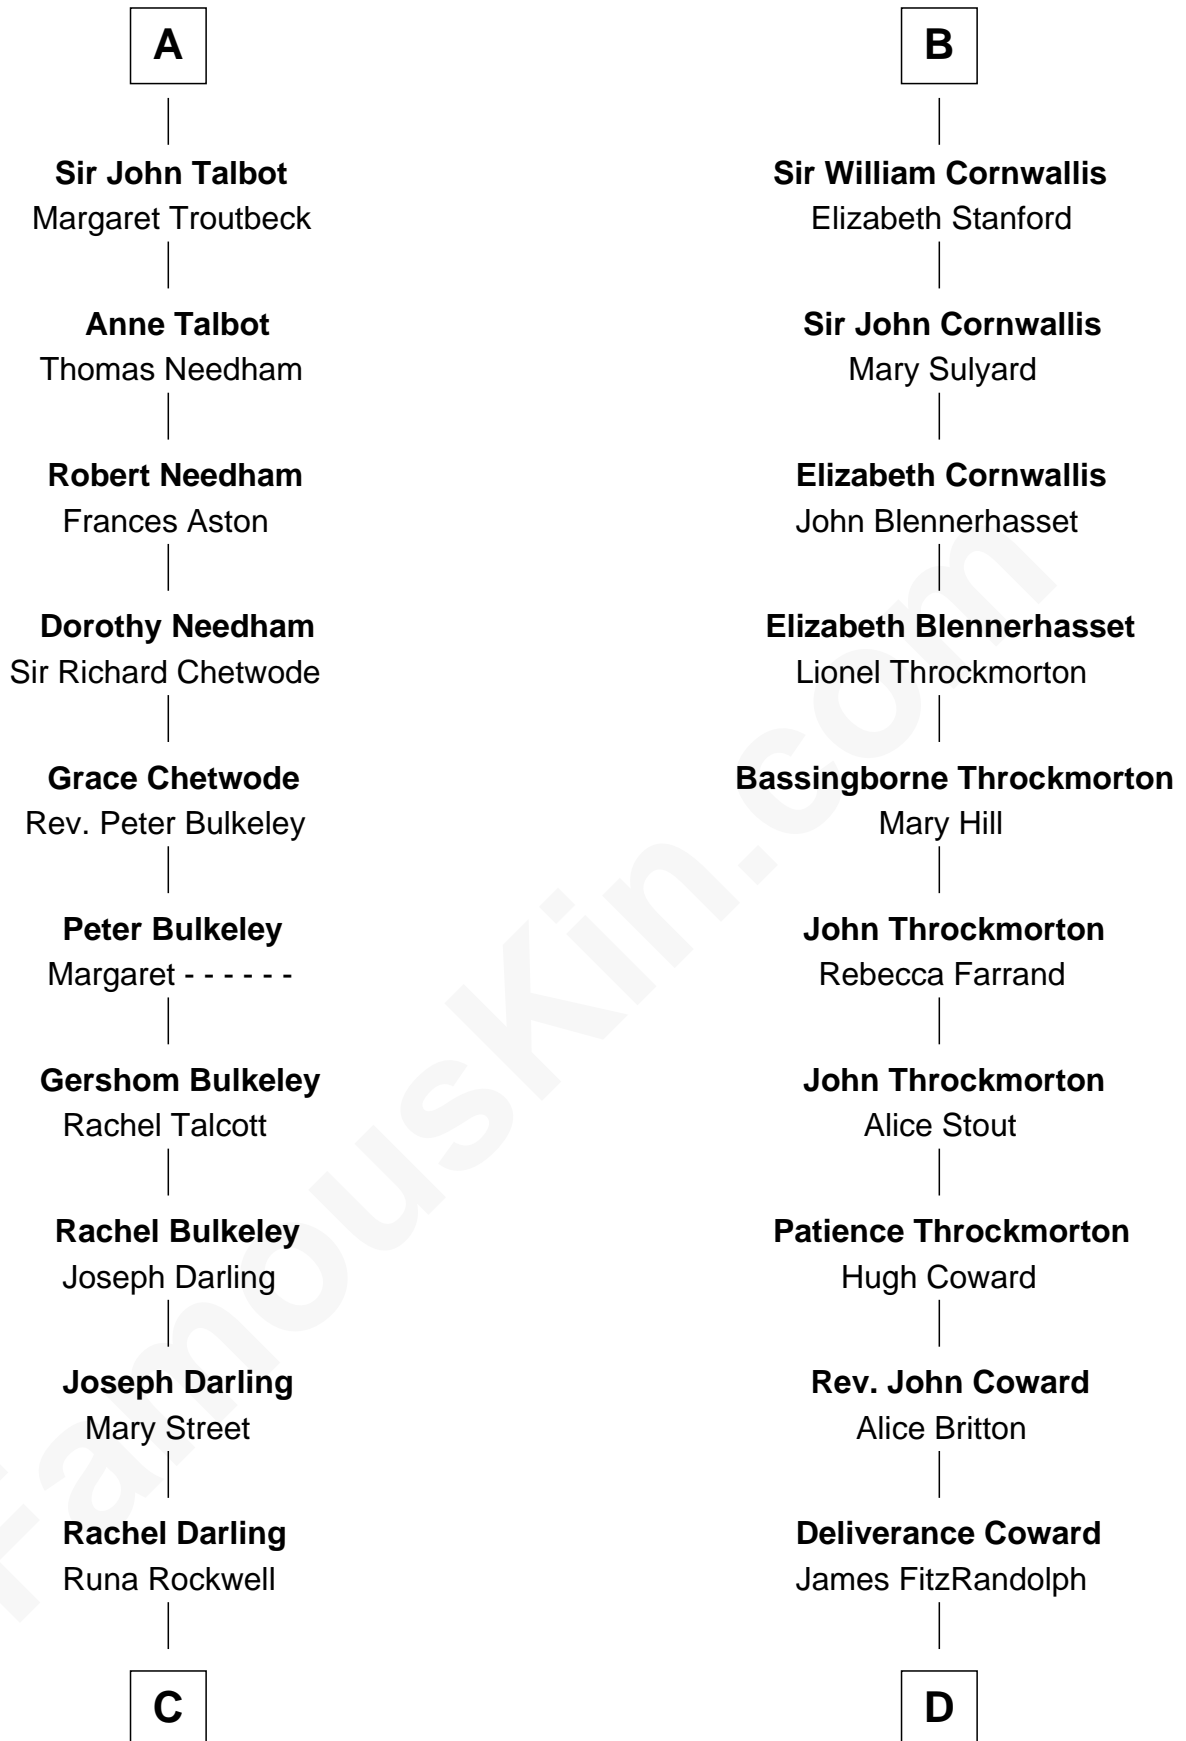 A
Sir John Talbot
Margaret Troutbeck
Anne Talbot
Thomas Needham
Robert Needham
Frances Aston
Dorothy Needham
Sir Richard Chetwode
Grace Chetwode
Rev. Peter Bulkeley
Peter Bulkeley
Margaret - - - - - -
Gershom Bulkeley
Rachel Talcott
Rachel Bulkeley
Joseph Darling
Joseph Darling
Mary Street
Rachel Darling
Runa Rockwell
C
B
Sir William Cornwallis
Elizabeth Stanford
Sir John Cornwallis
Mary Sulyard
Elizabeth Cornwallis
John Blennerhasset
Elizabeth Blennerhasset
Lionel Throckmorton
Bassingborne Throckmorton
Mary Hill
John Throckmorton
Rebecca Farrand
John Throckmorton
Alice Stout
Patience Throckmorton
Hugh Coward
Rev. John Coward
Alice Britton
Deliverance Coward
James FitzRandolph
D
FamousKin.com